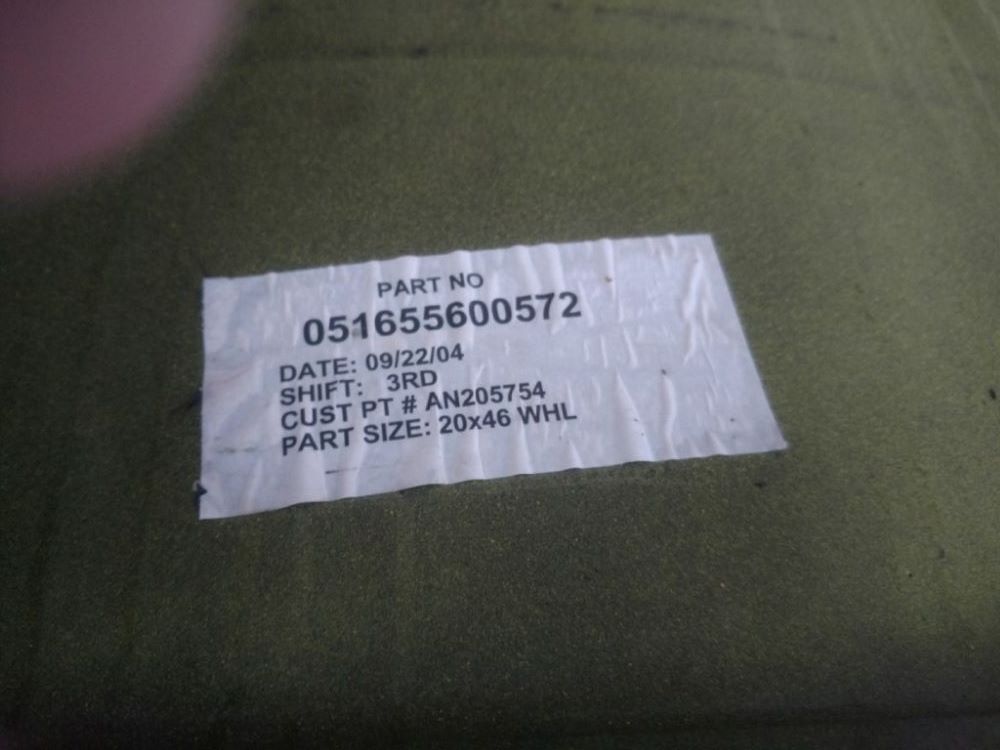 PART NO
051655600572
DATE: 09/22/04
SHIFT: 3RD
CUST PT # AN205754
PART SIZE: 20x46 WHL